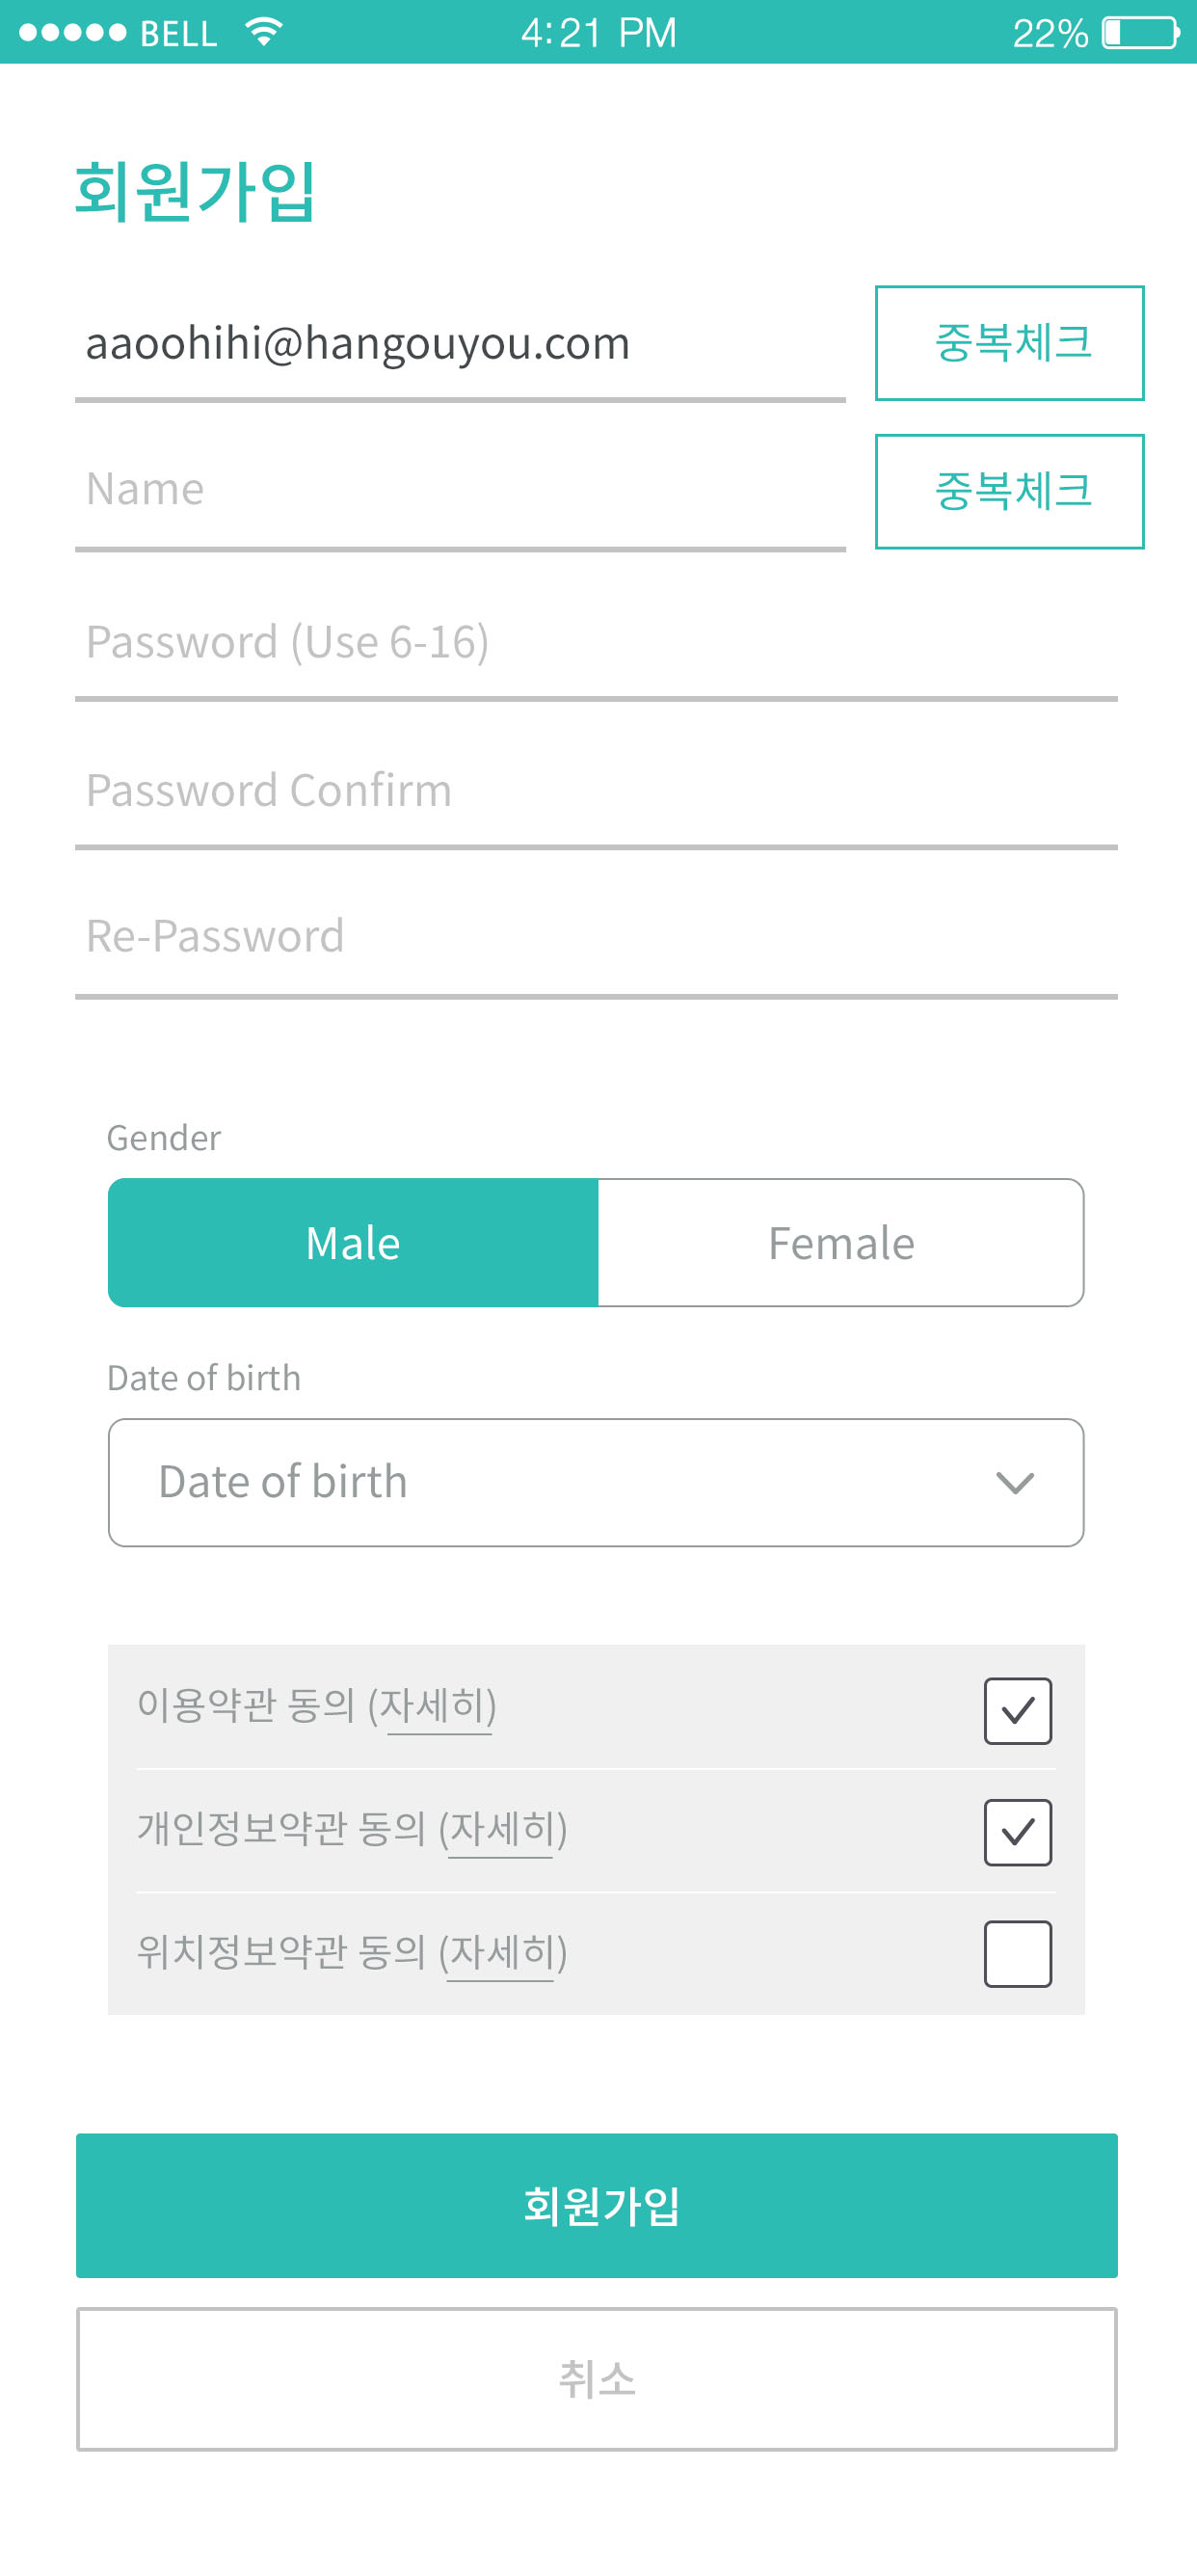 BELL 4:21 PM 22%
회원가입
aaoohihi@hangouyou.com 중복체크
Name 중복체크
Password (Use 6-16)
Password Confirm
Re-Password
Gender
Male Female
Date of birth
Date of birth
이용약관 동의 (자세히)
개인정보약관 동의 (자세히)
위치정보약관 동의 (자세히)
회원가입
취소